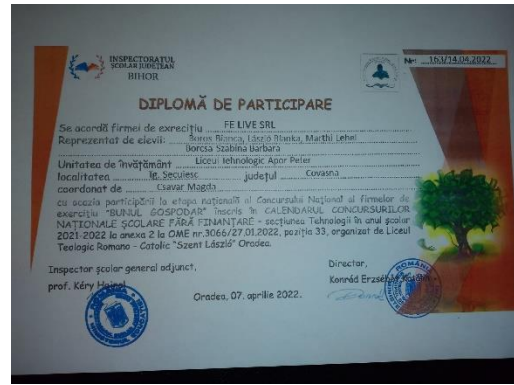 INSPECTORATUL
ȘCOLAR JUDEȚEAN
BIHOR
Nr. 163/14.04.2022
DIPLOMĂ DE PARTICIPARE
Se acordă firmei de exrecițiu FE LIVE SRL
Reprezentat de elevii: Boros Bianca, László Blanka, Marthi Lehel
Borcsa Szabina Barbara
Unitatea de învățământ Liceul Tehnologic Apor Peter
localitatea Tg. Secuiesc județul Covasna
coordonat de Csavar Magda
cu ocazia participării la etapa națională al Concursului Național al firmelor de
exercițiu "BUNUL GOSPODAR" înscris în CALENDARUL CONCURSURILOR
NAȚIONALE ȘCOLARE FĂRĂ FINANȚARE - secțiunea Tehnologii în anul școlar
2021-2022 la anexa 2 la OME nr.3066/27.01.2022, poziția 33, organizat de Liceul
Teologic Romano - Catolic "Szent László" Oradea.
Inspector școlar general adjunct,
Director,
prof. Kéry Hajnal
Konrád Erzsébet Katalin
Oradea, 07. aprilie 2022.